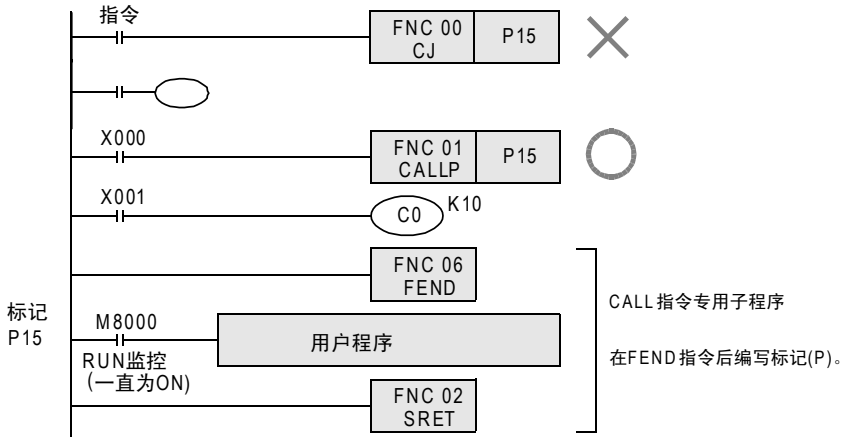 指令
FNC 00
CJ
P15
X000
FNC 01
CALLP
P15
X001
C0
K10
FNC 06
FEND
CALL指令专用子程序
标记
P15
M8000
用户程序
在FEND指令后编写标记(P)。
RUN监控
(一直为ON)
FNC 02
SRET